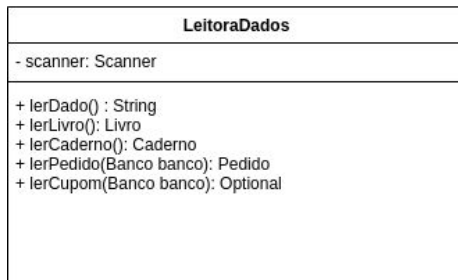 LeitoraDados
- scanner: Scanner
+ lerDado() : String
+ lerLivro(): Livro
+ lerCaderno(): Caderno
+ lerPedido(Banco banco): Pedido
+ lerCupom(Banco banco): Optional